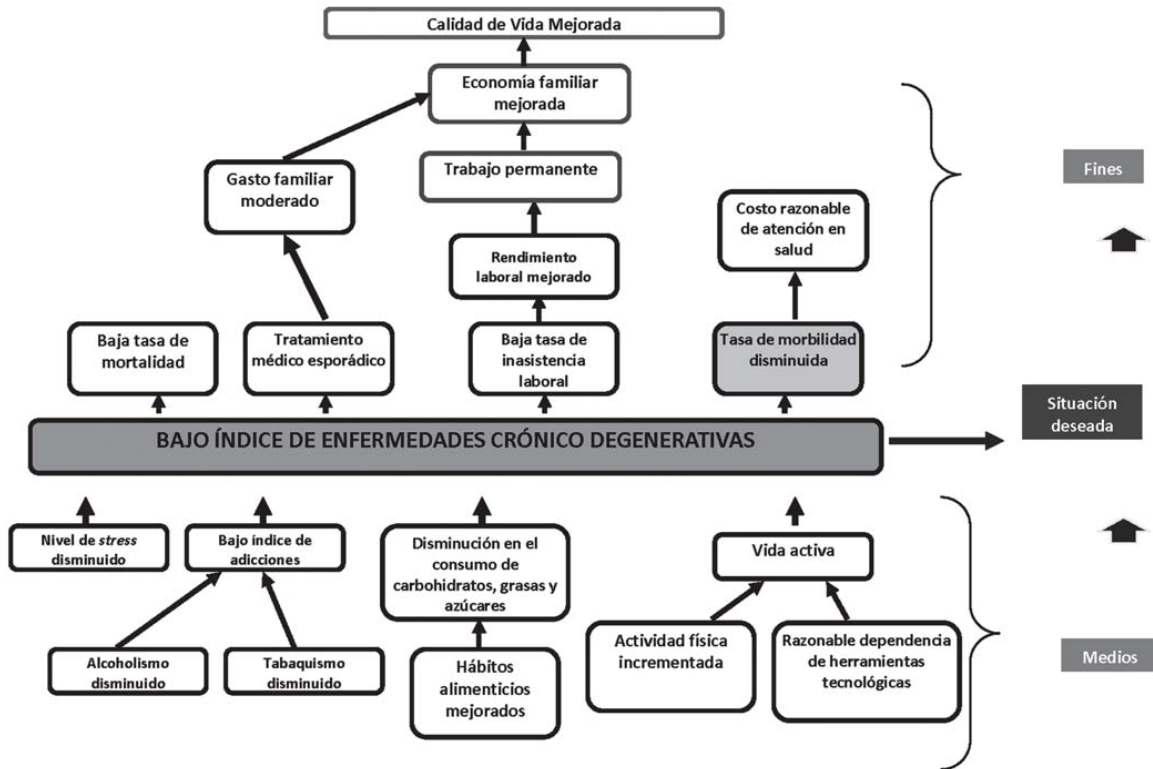 Calidad de Vida Mejorada
Economía familiar
mejorada
Trabajo permanente
Gasto familiar
moderado
Fines
Costo razonable
de atención en
salud
Rendimiento
laboral mejorado
Baja tasa de
mortalidad
Tratamiento
médico esporádico
Baja tasa de
inasistencia
laboral
Tasa de morbilidad
disminuida
Situación
deseada
BAJO ÍNDICE DE ENFERMEDADES CRÓNICO DEGENERATIVAS
Nivel de stress
disminuido
Bajo índice de
adicciones
Disminución en el
consumo de
carbohidratos, grasas y
azúcares
Vida activa
Alcoholismo
disminuido
Tabaquismo
disminuido
Hábitos
alimenticios
mejorados
Actividad física
incrementada
Razonable dependencia
de herramientas
tecnológicas
Medios